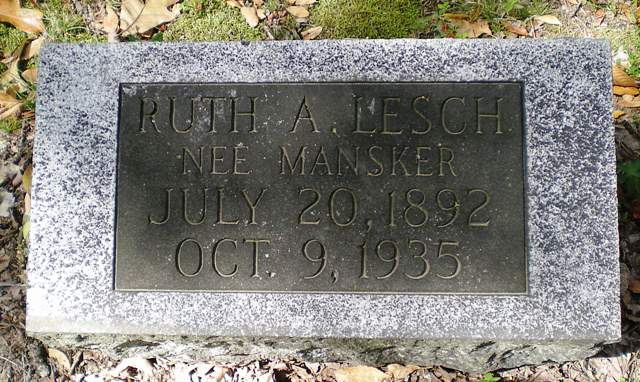 RUTH A. LESCH
NEE MANSKER
JULY 20, 1892
OCT. 9, 1935